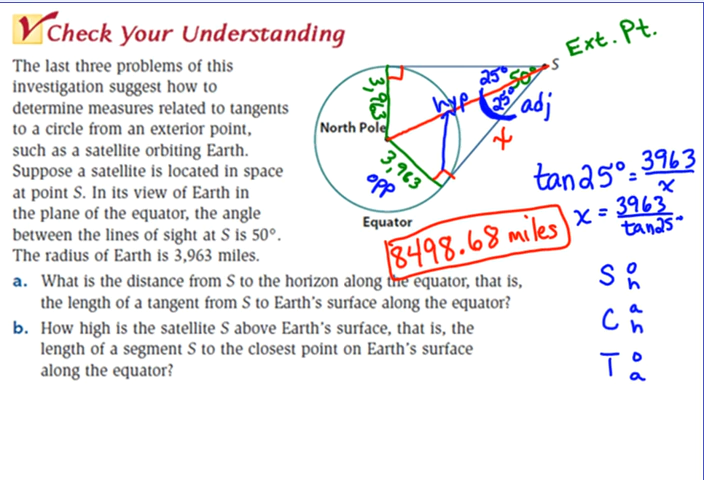 Check Your Understanding
The last three problems of this
investigation suggest how to
determine measures related to tangents
to a circle from an exterior point,
such as a satellite orbiting Earth.
Suppose a satellite is located in space
at point S. In its view of Earth in
the plane of the equator, the angle
between the lines of sight at S is 50°.
The radius of Earth is 3,963 miles.
a. What is the distance from S to the horizon along the equator, that is,
the length of a tangent from S to Earth's surface along the equator?
b. How high is the satellite S above Earth's surface, that is, the
length of a segment S to the closest point on Earth's surface
along the equator?
Ext. Pt.
S
25° 50°
25°
3,963
hyp
adj
North Pole
x
3,963
opp
Equator
tan25° = 3963
x
x = 3963
tan25°
8498.68 miles
S o
h
C a
h
T o
a